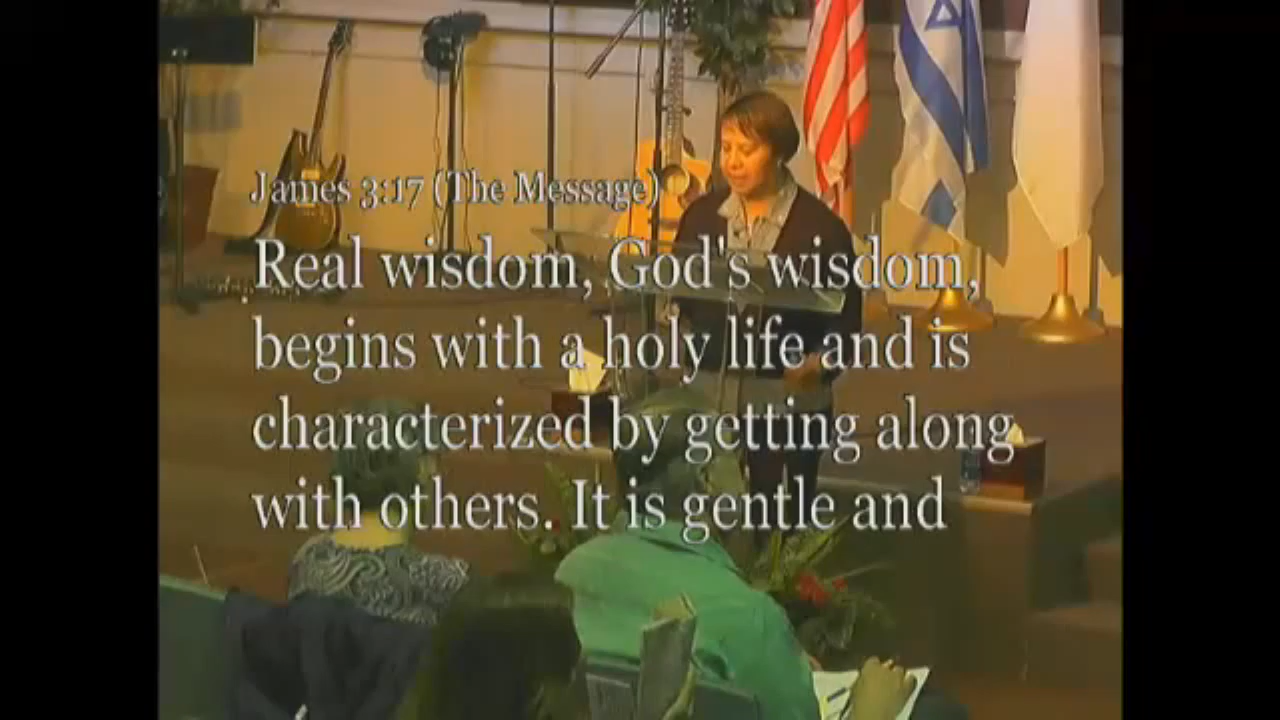 James 3:17 (The Message)
Real wisdom, God's wisdom,
begins with a holy life and is
characterized by getting along
with others. It is gentle and